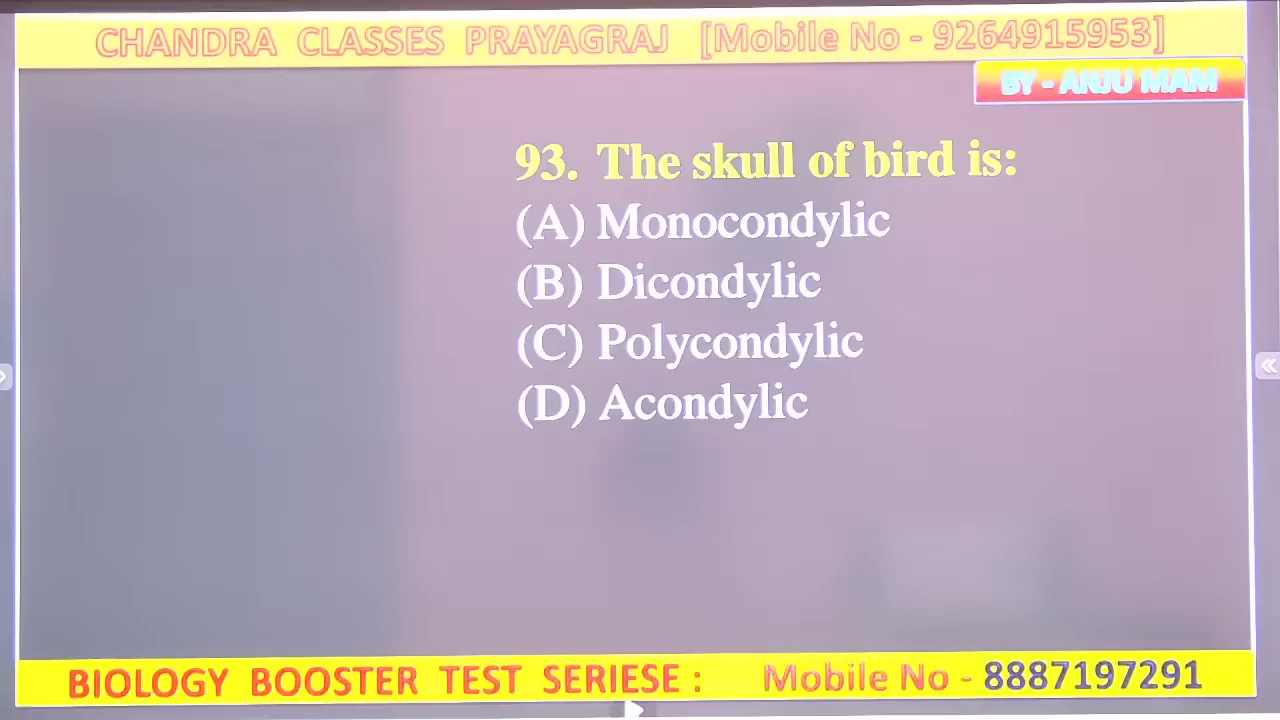 CHANDRA CLASSES PRAYAGRAJ [Mobile No - 9264915953]
BY - ANJU MAM
93. The skull of bird is:
(A) Monocondylic
(B) Dicondylic
(C) Polycondylic
(D) Acondylic
BIOLOGY BOOSTER TEST SERIESE : Mobile No - 8887197291